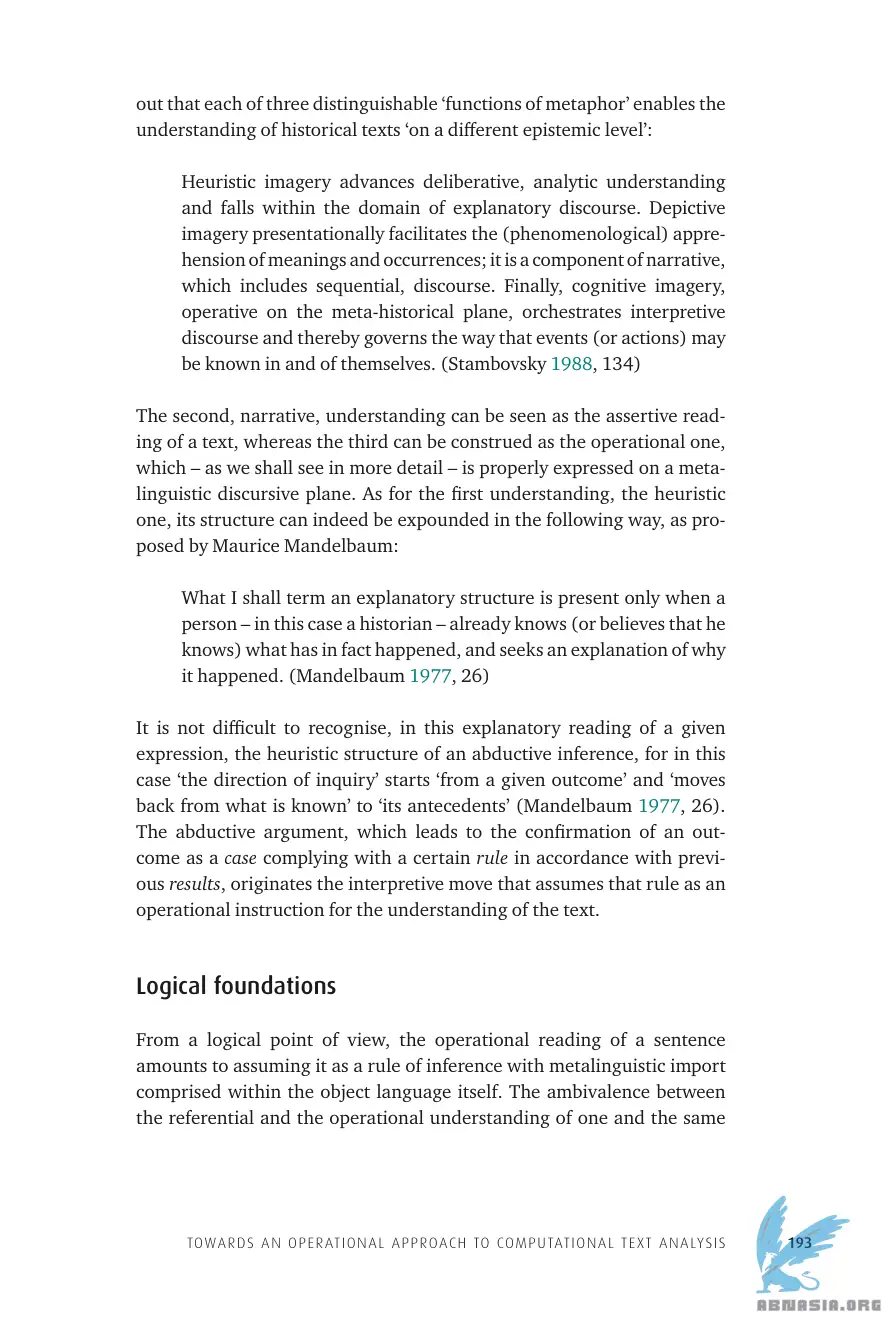 out that each of three distinguishable ‘functions of metaphor’ enables the
understanding of historical texts ‘on a different epistemic level’:
Heuristic imagery advances deliberative, analytic understanding
and falls within the domain of explanatory discourse. Depictive
imagery presentationally facilitates the (phenomenological) appre-
hension of meanings and occurrences; it is a component of narrative,
which includes sequential, discourse. Finally, cognitive imagery,
operative on the meta-historical plane, orchestrates interpretive
discourse and thereby governs the way that events (or actions) may
be known in and of themselves. (Stambovsky 1988, 134)
The second, narrative, understanding can be seen as the assertive read-
ing of a text, whereas the third can be construed as the operational one,
which – as we shall see in more detail – is properly expressed on a meta-
linguistic discursive plane. As for the first understanding, the heuristic
one, its structure can indeed be expounded in the following way, as pro-
posed by Maurice Mandelbaum:
What I shall term an explanatory structure is present only when a
person – in this case a historian – already knows (or believes that he
knows) what has in fact happened, and seeks an explanation of why
it happened. (Mandelbaum 1977, 26)
It is not difficult to recognise, in this explanatory reading of a given
expression, the heuristic structure of an abductive inference, for in this
case ‘the direction of inquiry’ starts ‘from a given outcome’ and ‘moves
back from what is known’ to ‘its antecedents’ (Mandelbaum 1977, 26).
The abductive argument, which leads to the confirmation of an out-
come as a case complying with a certain rule in accordance with previ-
ous results, originates the interpretive move that assumes that rule as an
operational instruction for the understanding of the text.
Logical foundations
From a logical point of view, the operational reading of a sentence
amounts to assuming it as a rule of inference with metalinguistic import
comprised within the object language itself. The ambivalence between
the referential and the operational understanding of one and the same
TOWARDS AN OPERATIONAL APPROACH TO COMPUTATIONAL TEXT ANALYSIS 193
ABNASIA.ORG